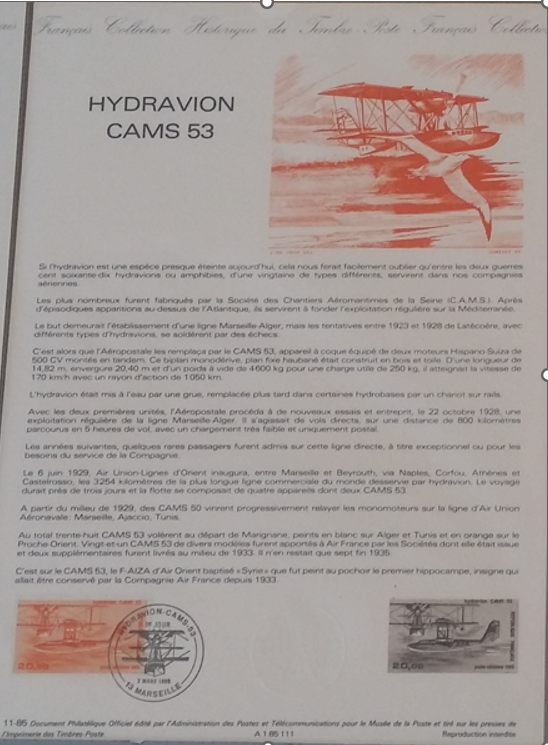 Français Collection Historique du Timbre-Poste Français Collection
HYDRAVION
CAMS 53
Si l'hydravion est une espèce presque éteinte aujourd'hui, cela nous ferait facilement oublier qu'entre les deux guerres
cent soixante-dix hydravions ou amphibies, d'une vingtaine de types différents, servirent dans nos compagnies
aériennes.
Les plus nombreux furent fabriqués par la Société des Chantiers Aéromaritimes de la Seine (C.A.M.S.). Après
d'épisodiques apparitions au-dessus de l'Atlantique, ils servirent à fonder l'exploitation régulière sur la Méditerranée.
Le but demeurait l'établissement d'une ligne Marseille-Alger, mais les tentatives entre 1923 et 1928 de Latécoère, avec
différents types d'hydravions, se soldèrent par des échecs.
C'est alors que l'Aéropostale les remplaça par le CAMS 53, appareil à coque équipé de deux moteurs Hispano Suiza de
500 CV montés en tandem. Ce biplan monodérive, plan fixe haubané était construit en bois et toile. D'une longueur de
14,82 m, envergure 20,40 m et d'un poids à vide de 4600 kg pour une charge utile de 250 kg, il atteignait la vitesse de
170 km/h avec un rayon d'action de 1050 km.
L'hydravion était mis à l'eau par une grue, remplacée plus tard dans certaines hydrobases par un chariot sur rails.
Avec les deux premières unités, l'Aéropostale procéda à de nouveaux essais et entreprit, le 22 octobre 1928, une
exploitation régulière de la ligne Marseille-Alger. Il s'agissait de vols directs, sur une distance de 800 kilomètres
parcourus en 5 heures de vol, avec un chargement très faible et uniquement postal.
Les années suivantes, quelques rares passagers furent admis sur cette ligne directe, à titre exceptionnel ou pour les
besoins du service de la Compagnie.
Le 6 juin 1929, Air Union-Lignes d'Orient inaugura, entre Marseille et Beyrouth, via Naples, Corfou, Athènes et
Castelrosso, les 3254 kilomètres de la plus longue ligne commerciale du monde desservie par hydravion. Le voyage
durait près de trois jours et la flotte se composait de quatre appareils dont deux CAMS 53.
A partir du milieu de 1929, des CAMS 50 vinrent progressivement relayer les monomoteurs sur la ligne d'Air Union
Aéronavale: Marseille, Ajaccio, Tunis.
Au total trente-huit CAMS 53 volèrent au départ de Marignane, peints en blanc sur Alger et Tunis et en orange sur le
Proche-Orient. Vingt-et-un CAMS 53 de divers modèles furent apportés à Air France par les Sociétés dont elle était issue
et deux supplémentaires furent livrés au milieu de 1933. Il n'en restait que sept fin 1935.
C'est sur le CAMS 53, le F-AIZA d'Air Orient baptisé «Syrie» que fut peint au pochoir le premier hippocampe, insigne qui
allait être conservé par la Compagnie Air France depuis 1933.
20,00
HYDRAVION-CAMS-53
1er JOUR
2 MARS 1985
13 MARSEILLE
20,00
11-85 Document Philatélique Officiel édité par l'Administration des Postes et Télécommunications pour le Musée de la Poste et tiré sur les presses de
l'Imprimerie des Timbres-Poste.
A 1 85 111
Reproduction interdite